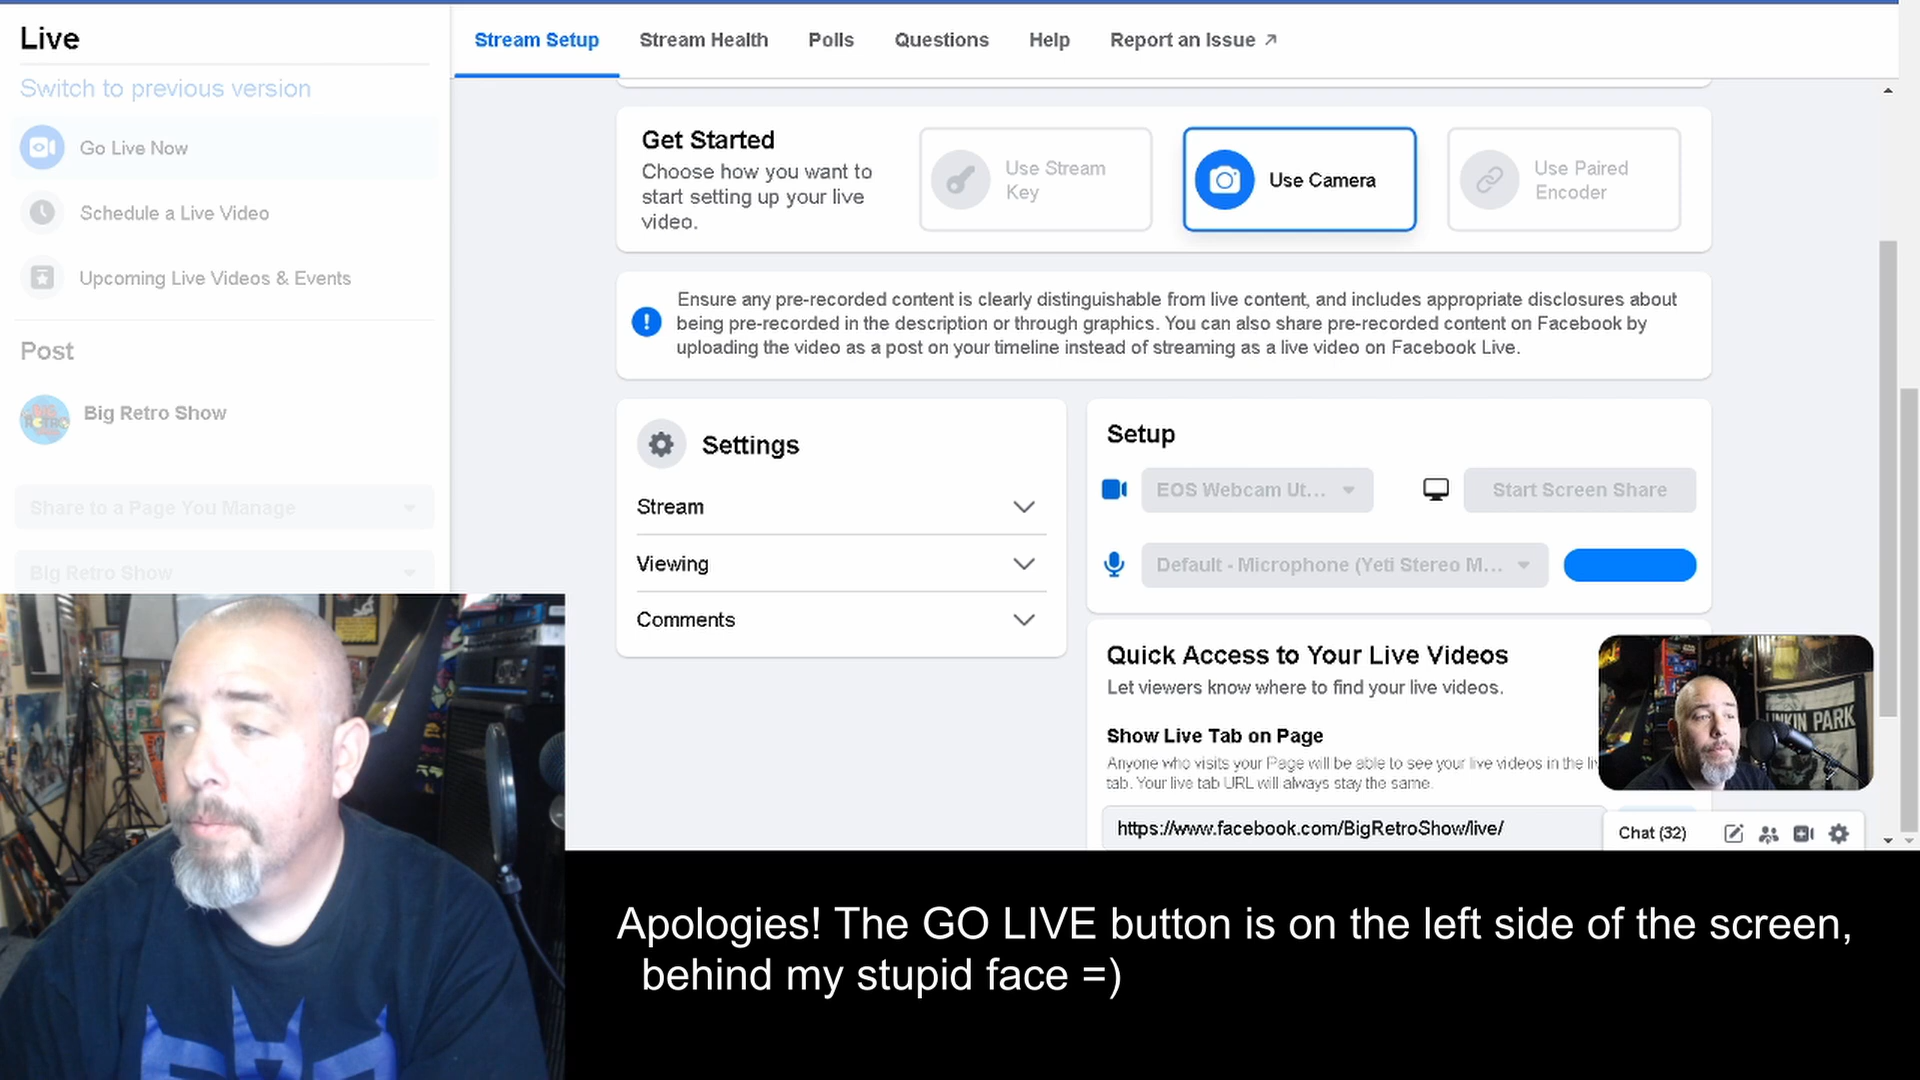 Live
Switch to previous version
Go Live Now
Schedule a Live Video
Upcoming Live Videos & Events
Post
BIG
RETRO
Big Retro Show
Share to a Page You Manage
Big Retro Show
Stream Setup
Stream Health
Polls
Questions
Help
Report an Issue
Get Started
Choose how you want to
start setting up your live
video.
Use Stream
Key
Use Camera
Use Paired
Encoder
Ensure any pre-recorded content is clearly distinguishable from live content, and includes appropriate disclosures about
being pre-recorded in the description or through graphics. You can also share pre-recorded content on Facebook by
uploading the video as a post on your timeline instead of streaming as a live video on Facebook Live.
Settings
Stream
Viewing
Comments
Setup
EOS Webcam Ut...
Start Screen Share
Default - Microphone (Yeti Stereo M...
Quick Access to Your Live Videos
Let viewers know where to find your live videos.
Show Live Tab on Page
Anyone who visits your Page will be able to see your live videos in the
tab. Your live tab URL will always stay the same.
https://www.facebook.com/BigRetroShow/live/
LINKIN PARK
Chat (32)
Apologies! The GO LIVE button is on the left side of the screen,
behind my stupid face =)